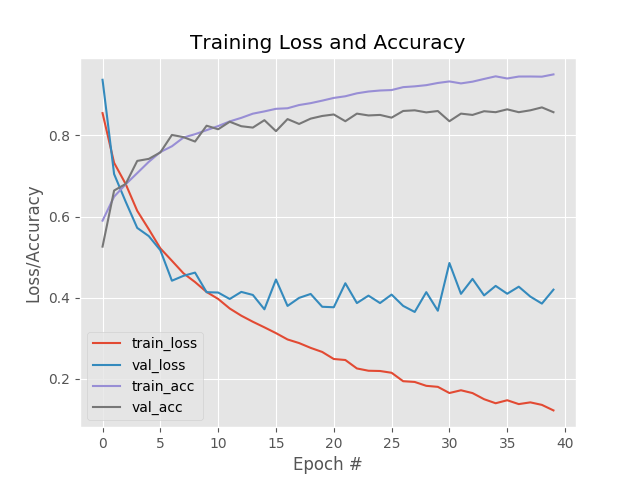 Training Loss and Accuracy
Loss/Accuracy
0.8
0.6
0.4
0.2
train_loss
val_loss
train_acc
val_acc
0 5 10 15 20 25 30 35 40
Epoch #